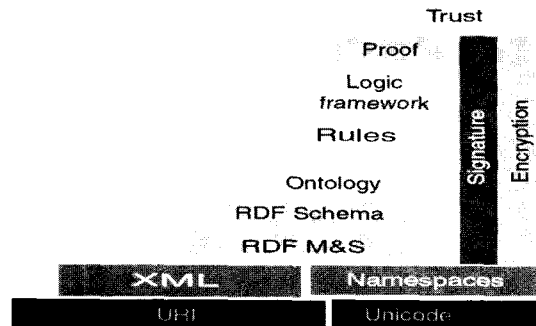 Trust
Proof
Logic
framework
Rules
Ontology
RDF Schema
RDF M&S
Signature
Encryption
XML
Namespaces
URI
Unicode